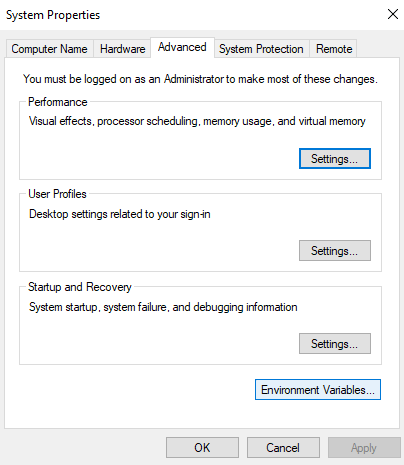 System Properties
Computer Name Hardware Advanced System Protection Remote
You must be logged on as an Administrator to make most of these changes.
Performance
Visual effects, processor scheduling, memory usage, and virtual memory
Settings...
User Profiles
Desktop settings related to your sign-in
Settings...
Startup and Recovery
System startup, system failure, and debugging information
Settings...
Environment Variables...
OK Cancel Apply